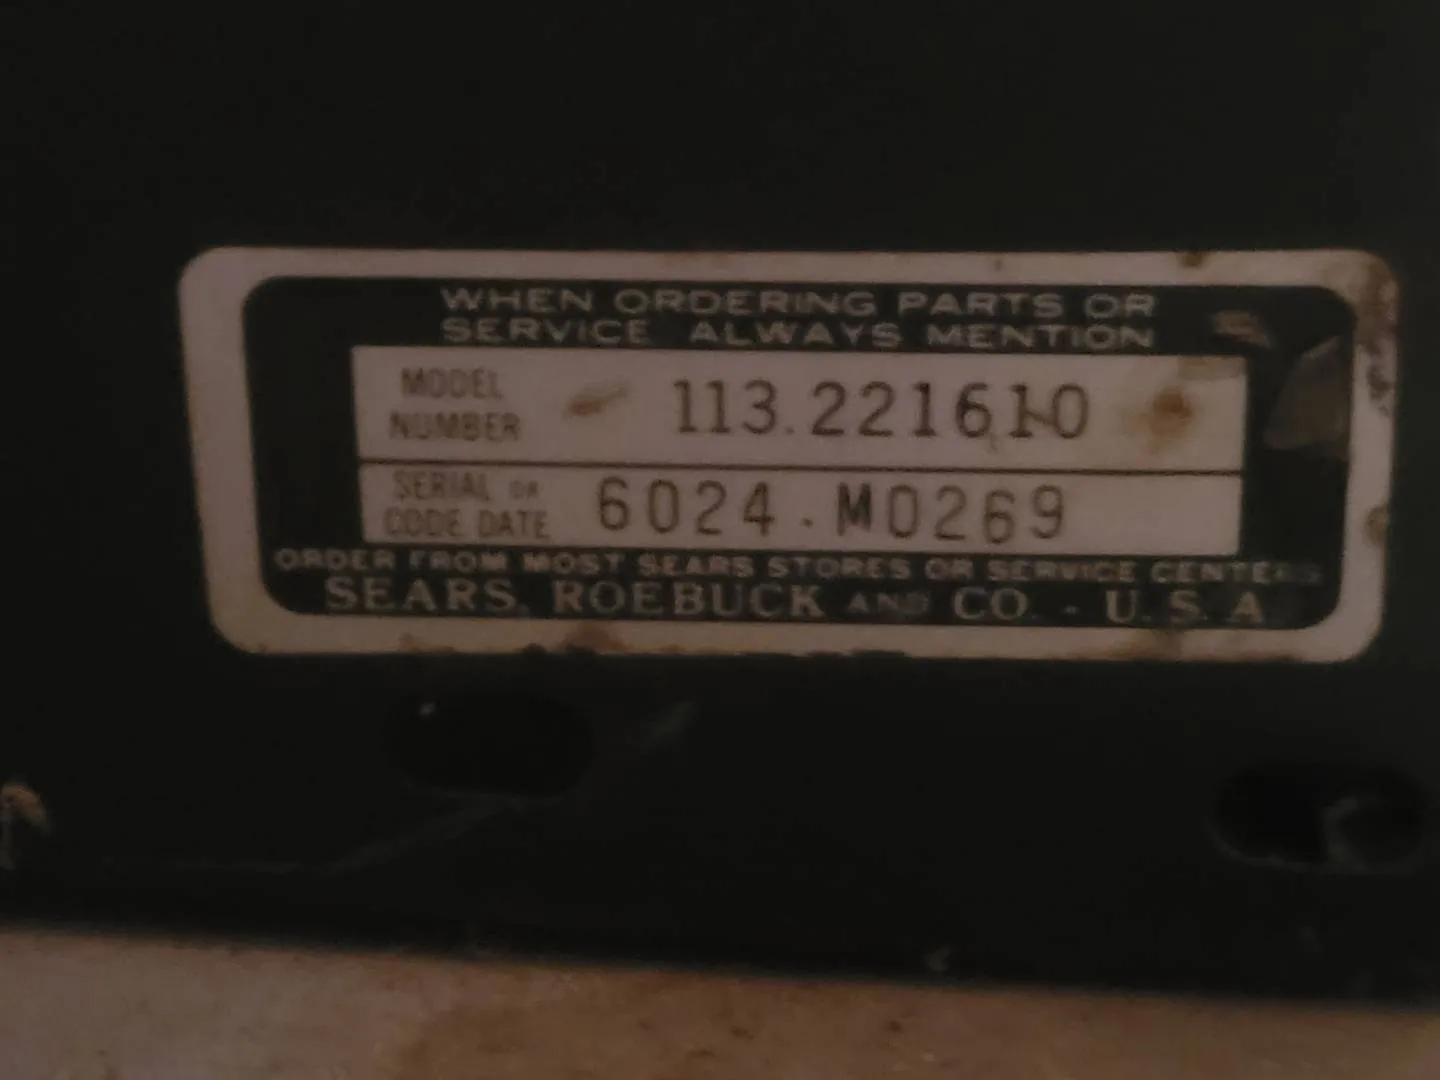 WHEN ORDERING PARTS OR
SERVICE ALWAYS MENTION
MODEL
NUMBER
113.221610
SERIAL OR
CODE DATE
6024.M0269
ORDER FROM MOST SEARS STORES OR SERVICE CENTERS
SEARS, ROEBUCK AND CO. - U.S.A.